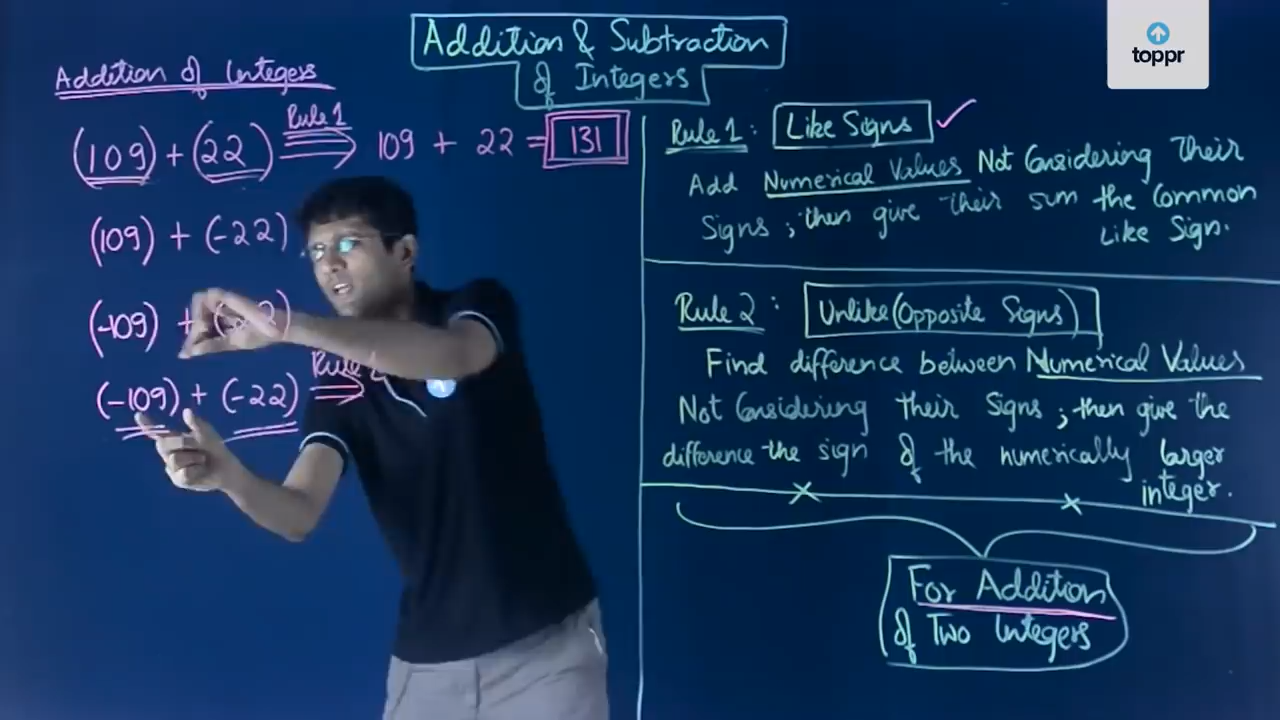 Addition & Subtraction
of Integers
toppr
Addition of Integers
(109) + (22) Rule 1 ⟹ 109 + 22 = 131
(109) + (-22)
(-109) +
(-109) + (-22) Rule
Rule 1 : Like Signs ✓
Add Numerical Values Not Considering Their
Signs ; then give their sum the Common
Like Sign.
Rule 2 : Unlike (Opposite Signs)
Find difference between Numerical Values
Not Considering their Signs ; then give the
difference the sign of the numerically larger
integer.
For Addition
of Two Integers